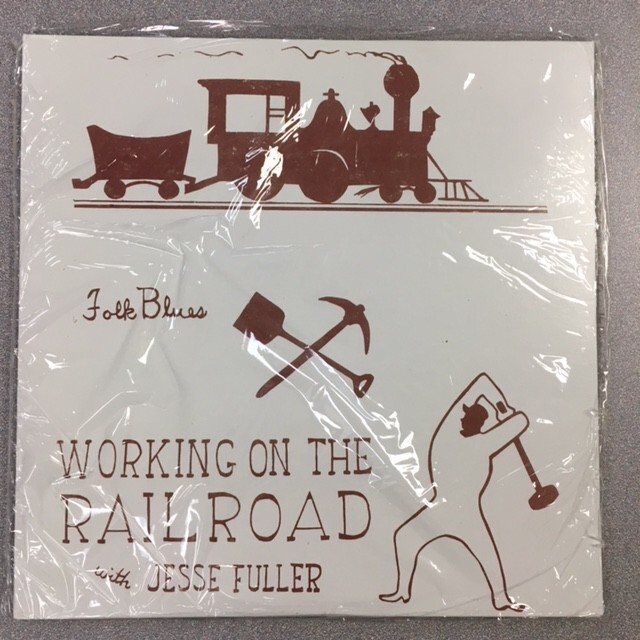 Folk Blues
WORKING ON THE
RAILROAD
with JESSE FULLER